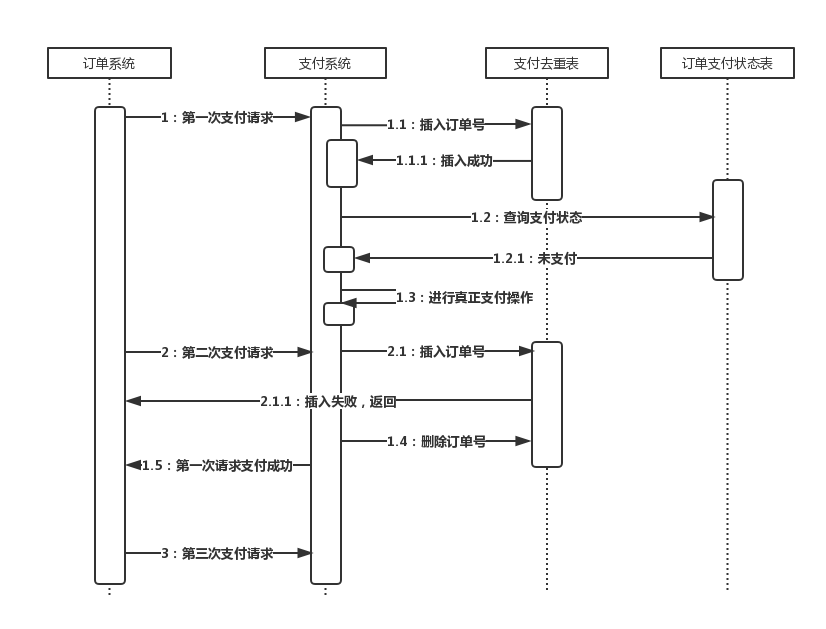 订单系统
支付系统
支付去重表
订单支付状态表
1：第一次支付请求
1.1：插入订单号
1.1.1：插入成功
1.2：查询支付状态
1.2.1：未支付
1.3：进行真正支付操作
2：第二次支付请求
2.1：插入订单号
2.1.1：插入失败，返回
1.4：删除订单号
1.5：第一次请求支付成功
3：第三次支付请求